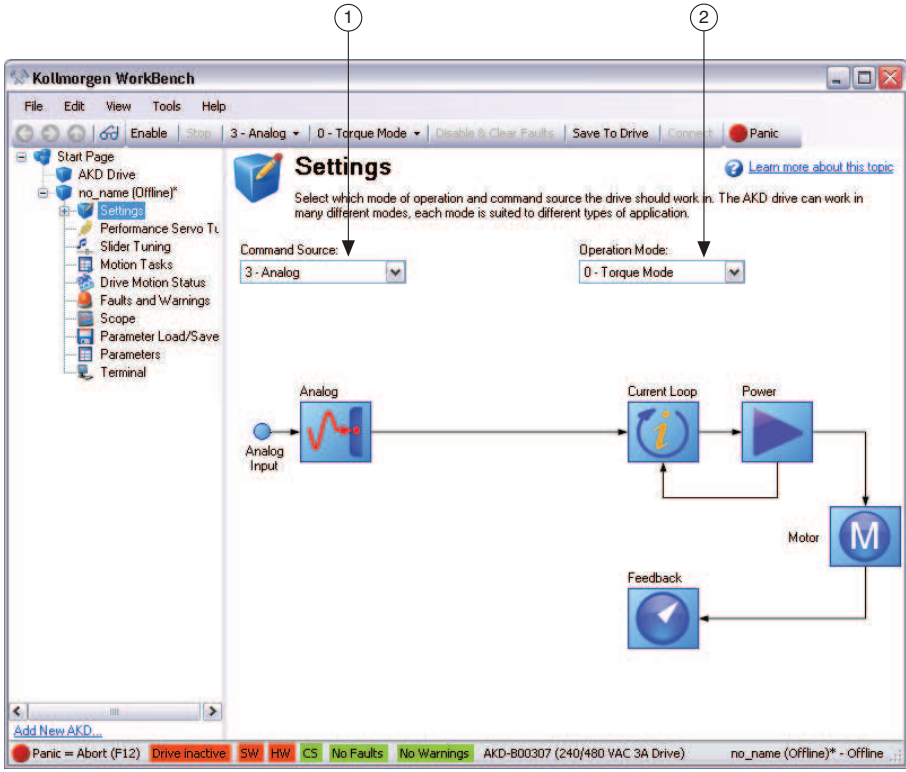 1
2
Kollmorgen WorkBench
File Edit View Tools Help
Enable Stop 3 - Analog 0 - Torque Mode Disable & Clear Faults Save To Drive Connect Panic
Start Page
AKD Drive
no_name (Offline)*
Settings
Performance Servo Tu
Slider Tuning
Motion Tasks
Drive Motion Status
Faults and Warnings
Scope
Parameter Load/Save
Parameters
Terminal
Add New AKD...
Settings
Learn more about this topic
Select which mode of operation and command source the drive should work in. The AKD drive can work in
many different modes, each mode is suited to different types of application.
Command Source:
3 - Analog
Operation Mode:
0 - Torque Mode
Analog
Analog
Input
Current Loop
i
Power
Motor
M
Feedback
Panic = Abort (F12) Drive inactive SW HW CS No Faults No Warnings AKD-B00307 (240/480 VAC 3A Drive) no_name (Offline)* - Offline